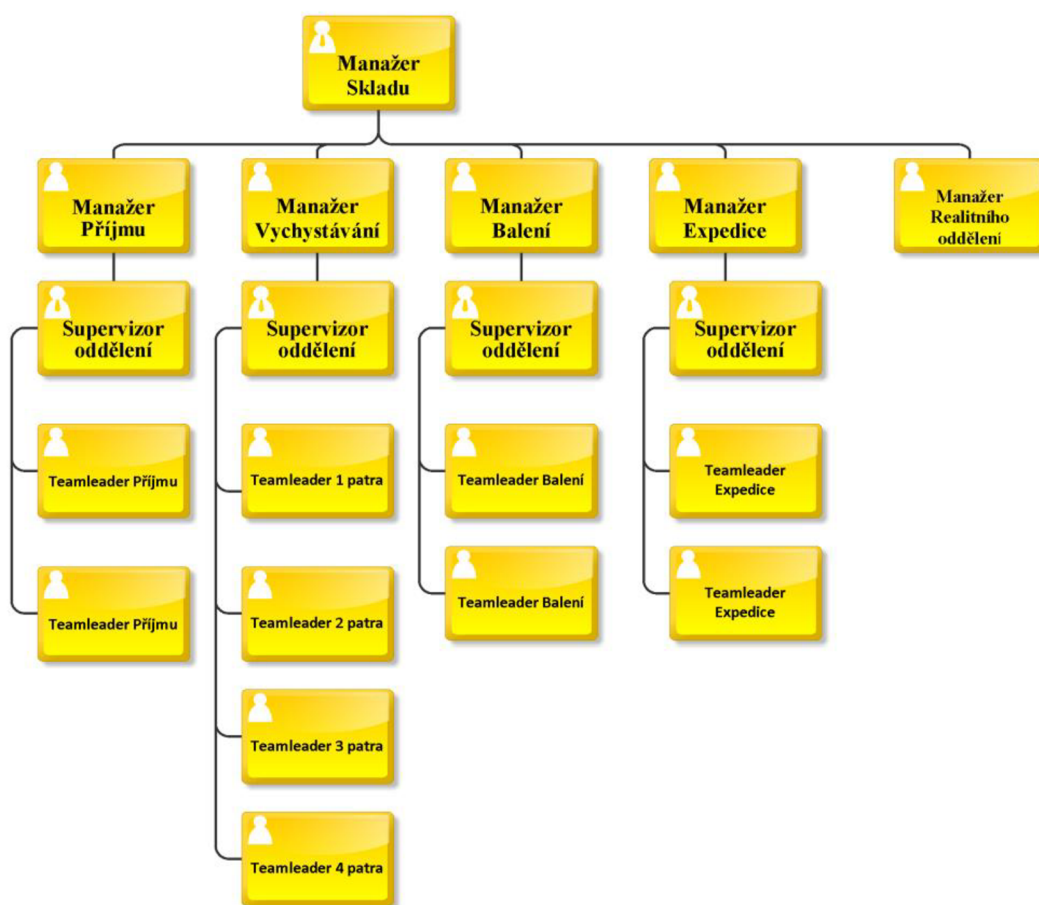 Manažer
Skladu
Manažer
Příjmu
Manažer
Vychystávání
Manažer
Balení
Manažer
Expedice
Manažer
Realitního
oddělení
Supervizor
oddělení
Supervizor
oddělení
Supervizor
oddělení
Supervizor
oddělení
Teamleader Příjmu
Teamleader 1 patra
Teamleader Balení
Teamleader
Expedice
Teamleader Příjmu
Teamleader 2 patra
Teamleader Balení
Teamleader
Expedice
Teamleader 3 patra
Teamleader 4 patra